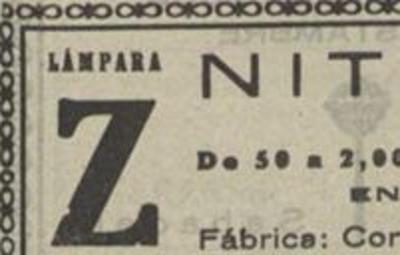 LÁMPARA
Z
NIT
De 50 a 2,00
EN
Fábrica: Cor